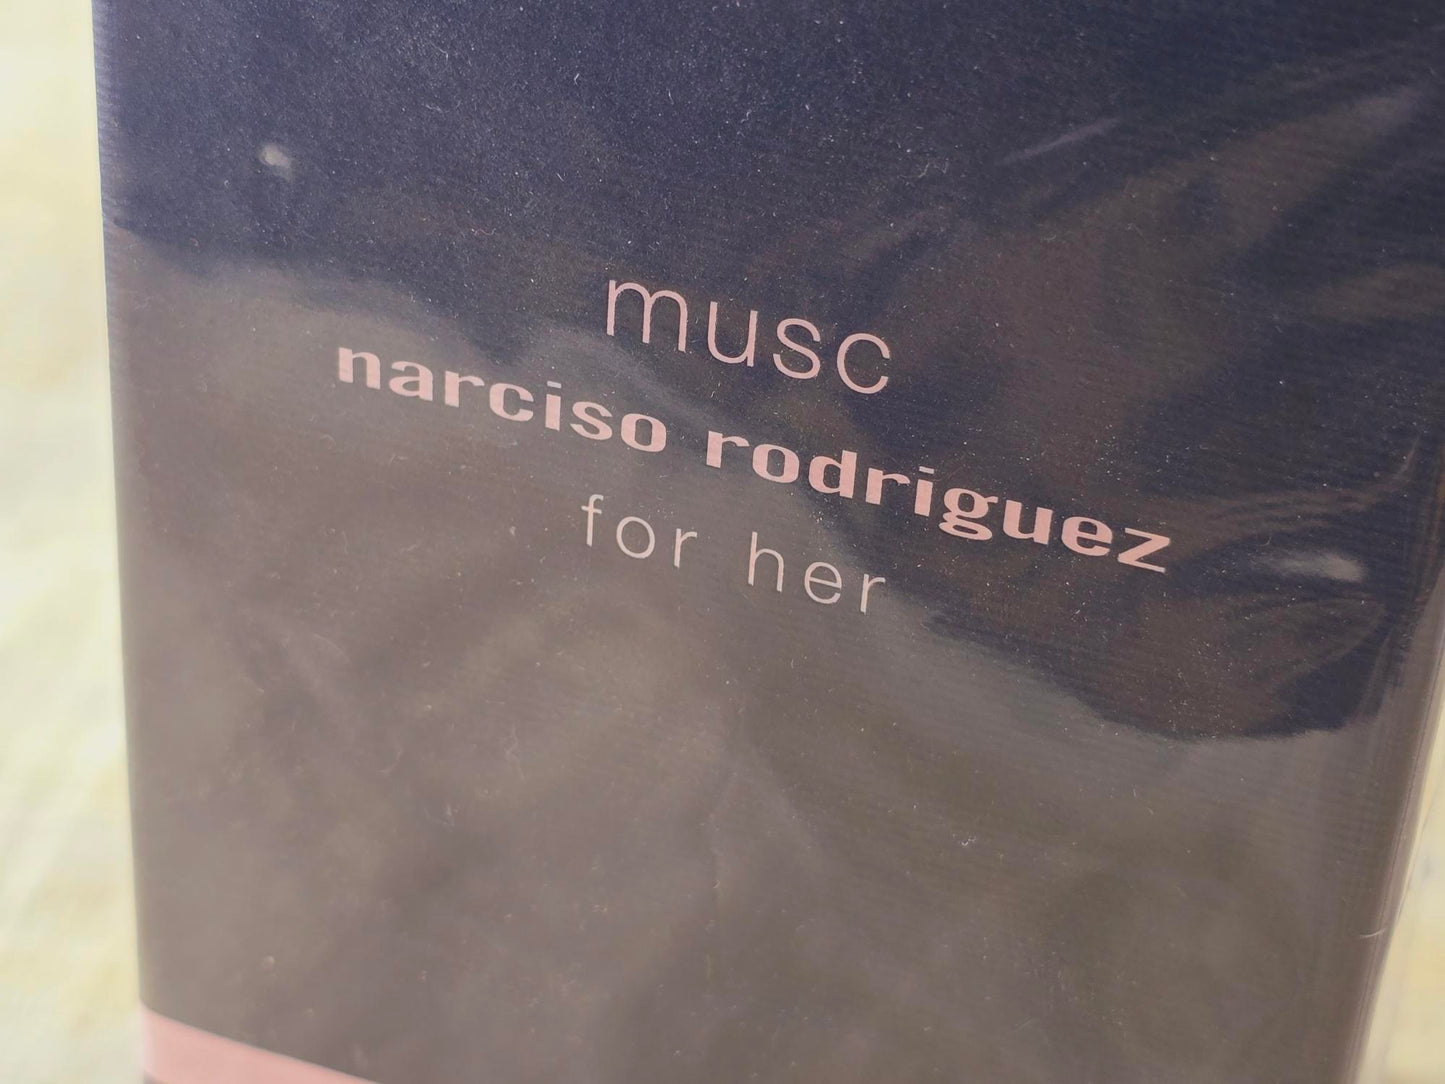 musc
narciso rodriguez
for her